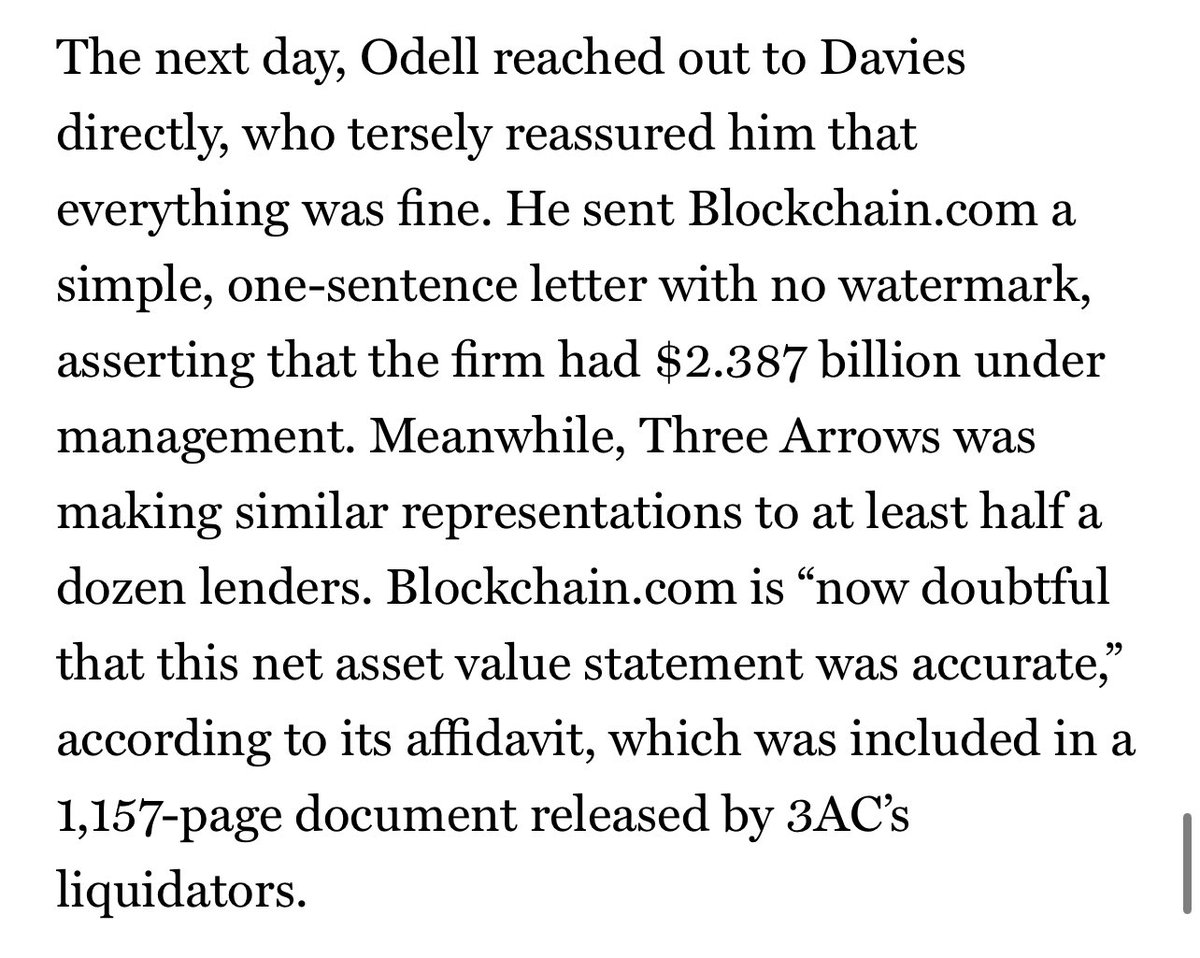 The next day, Odell reached out to Davies
directly, who tersely reassured him that
everything was fine. He sent Blockchain.com a
simple, one-sentence letter with no watermark,
asserting that the firm had $2.387 billion under
management. Meanwhile, Three Arrows was
making similar representations to at least half a
dozen lenders. Blockchain.com is “now doubtful
that this net asset value statement was accurate,”
according to its affidavit, which was included in a
1,157-page document released by 3AC’s
liquidators.